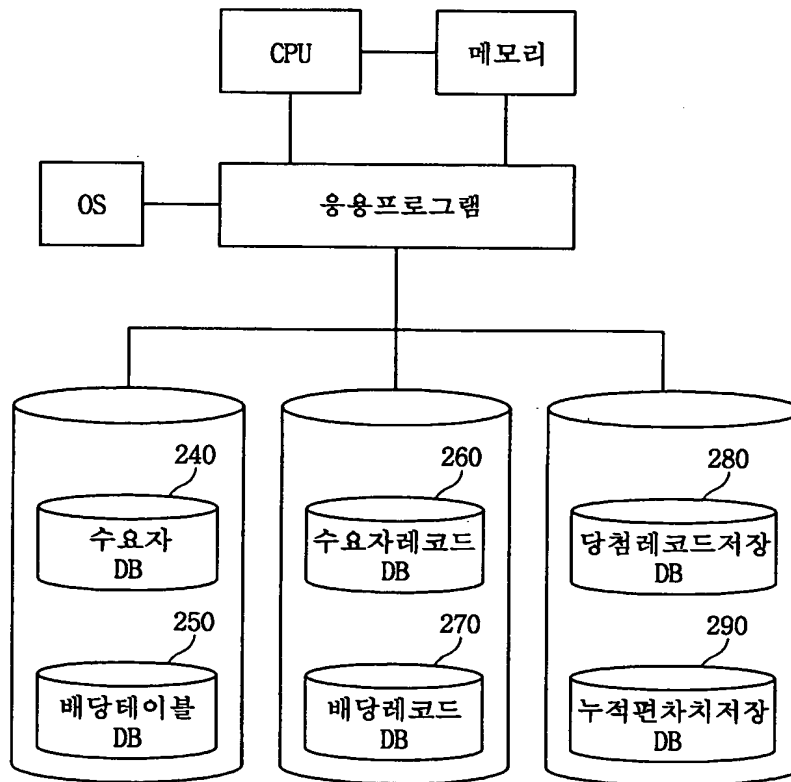 CPU
메모리
OS
응용프로그램
240
수요자
DB
260
수요자레코드
DB
280
당첨레코드저장
DB
250
배당테이블
DB
270
배당레코드
DB
290
누적편차치저장
DB